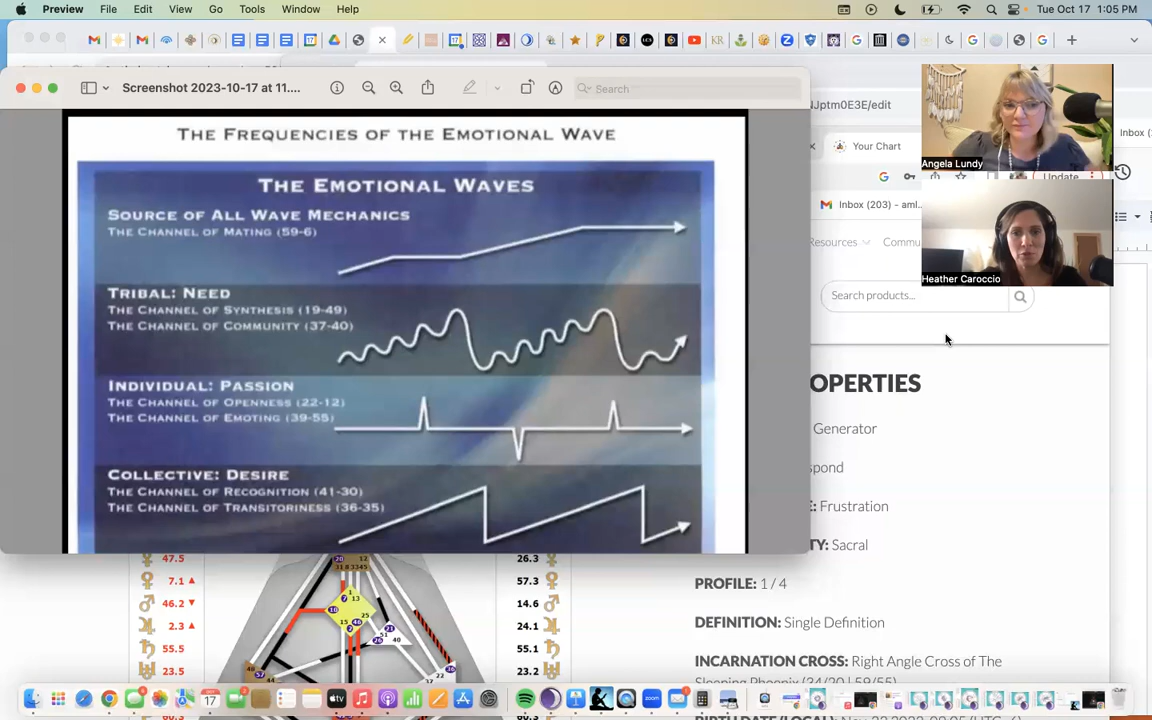 Preview File Edit View Go Tools Window Help
Tue Oct 17 1:05 PM
Screenshot 2023-10-17 at 11....
Search
THE FREQUENCIES OF THE EMOTIONAL WAVE
THE EMOTIONAL WAVES
SOURCE OF ALL WAVE MECHANICS
THE CHANNEL OF MATING (59-6)
TRIBAL: NEED
THE CHANNEL OF SYNTHESIS (19-49)
THE CHANNEL OF COMMUNITY (37-40)
INDIVIDUAL: PASSION
THE CHANNEL OF OPENNESS (22-12)
THE CHANNEL OF EMOTING (39-55)
COLLECTIVE: DESIRE
THE CHANNEL OF RECOGNITION (41-30)
THE CHANNEL OF TRANSITORINESS (36-35)
NJptm0E3E/edit
Your Chart
Inbox (
Update
Inbox (203) - aml...
Resources
Commu
Angela Lundy
Heather Caroccio
Search products...
OPERTIES
Generator
spond
E: Frustration
TY: Sacral
PROFILE: 1 / 4
DEFINITION: Single Definition
INCARNATION CROSS: Right Angle Cross of The
47.5
7.1
46.2
2.3
55.5
23.5
26.3
57.3
14.6
24.1
55.1
23.2